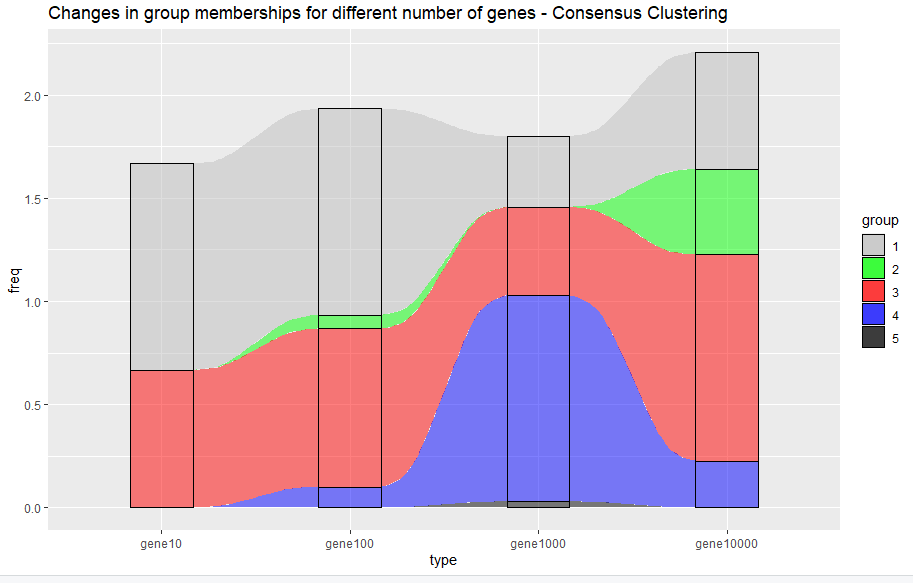 Changes in group memberships for different number of genes - Consensus Clustering
2.0
1.5
1.0
0.5
0.0
freq
gene10 gene100 gene1000 gene10000
type
group
1
2
3
4
5